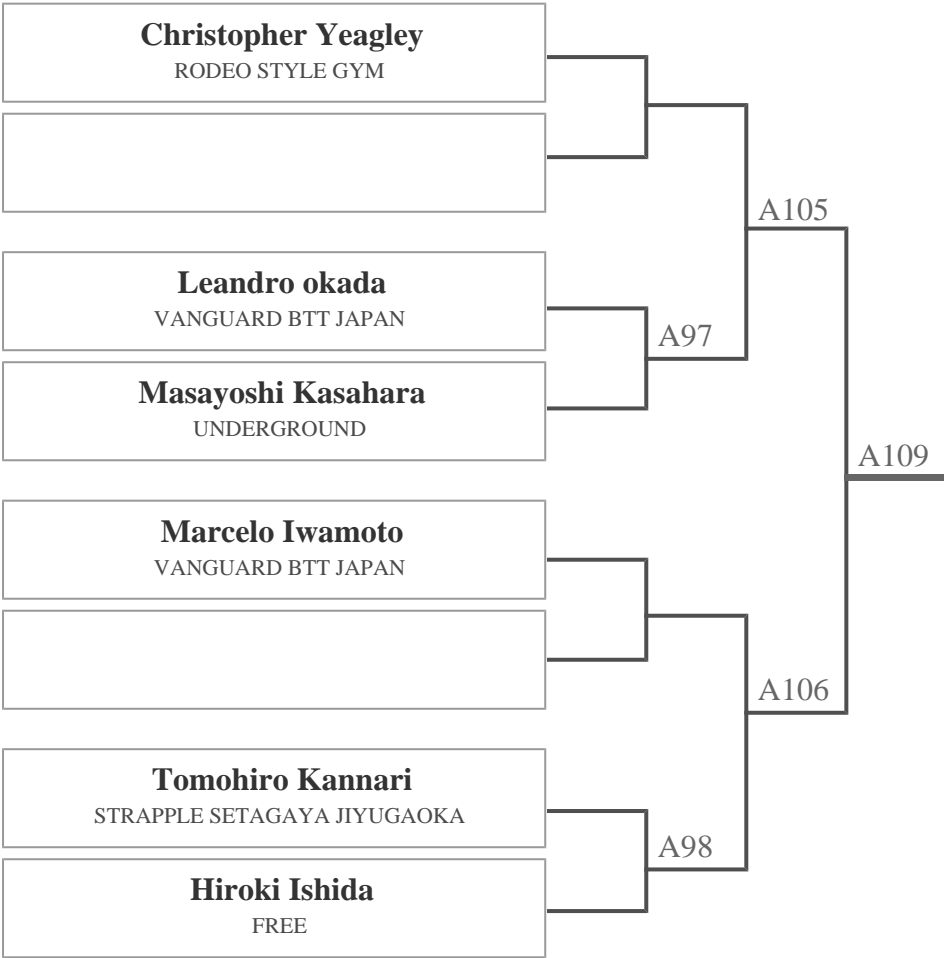 Christopher Yeagley
RODEO STYLE GYM
A105
Leandro okada
VANGUARD BTT JAPAN
A97
Masayoshi Kasahara
UNDERGROUND
A109
Marcelo Iwamoto
VANGUARD BTT JAPAN
A106
Tomohiro Kannari
STRAPPLE SETAGAYA JIYUGAOKA
A98
Hiroki Ishida
FREE